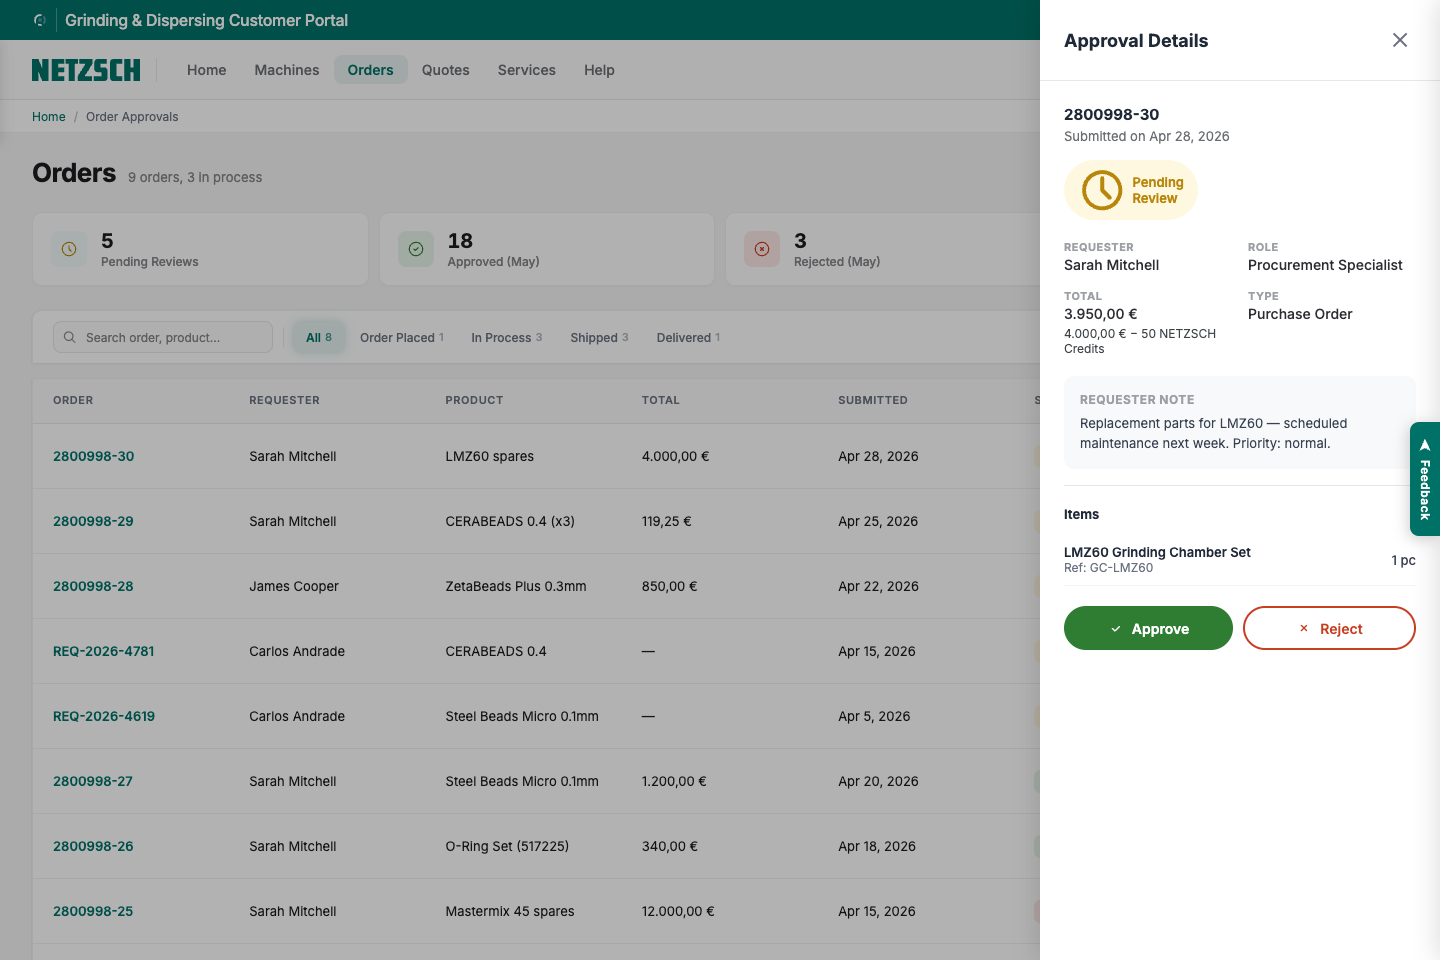 Grinding & Dispersing Customer Portal
NETZSCH
Home
Machines
Orders
Quotes
Services
Help
Home / Order Approvals
Orders
9 orders, 3 in process
5
Pending Reviews
18
Approved (May)
3
Rejected (May)
Search order, product...
All 8
Order Placed 1
In Process 3
Shipped 3
Delivered 1
ORDER REQUESTER PRODUCT TOTAL SUBMITTED S
2800998-30 Sarah Mitchell LMZ60 spares 4.000,00 € Apr 28, 2026
2800998-29 Sarah Mitchell CERABEADS 0.4 (x3) 119,25 € Apr 25, 2026
2800998-28 James Cooper ZetaBeads Plus 0.3mm 850,00 € Apr 22, 2026
REQ-2026-4781 Carlos Andrade CERABEADS 0.4 — Apr 15, 2026
REQ-2026-4619 Carlos Andrade Steel Beads Micro 0.1mm — Apr 5, 2026
2800998-27 Sarah Mitchell Steel Beads Micro 0.1mm 1.200,00 € Apr 20, 2026
2800998-26 Sarah Mitchell O-Ring Set (517225) 340,00 € Apr 18, 2026
2800998-25 Sarah Mitchell Mastermix 45 spares 12.000,00 € Apr 15, 2026
Approval Details
2800998-30
Submitted on Apr 28, 2026
Pending
Review
REQUESTER
Sarah Mitchell
ROLE
Procurement Specialist
TOTAL
3.950,00 €
4.000,00 € − 50 NETZSCH
Credits
TYPE
Purchase Order
REQUESTER NOTE
Replacement parts for LMZ60 — scheduled
maintenance next week. Priority: normal.
Items
LMZ60 Grinding Chamber Set
Ref: GC-LMZ60
1 pc
Approve
Reject
Feedback